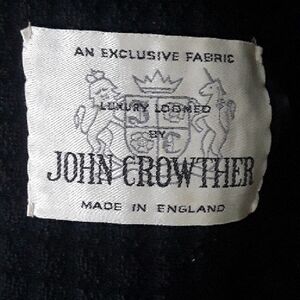 AN EXCLUSIVE FABRIC
LUXURY LOOMED
BY
JOHN CROWTHER
MADE IN ENGLAND